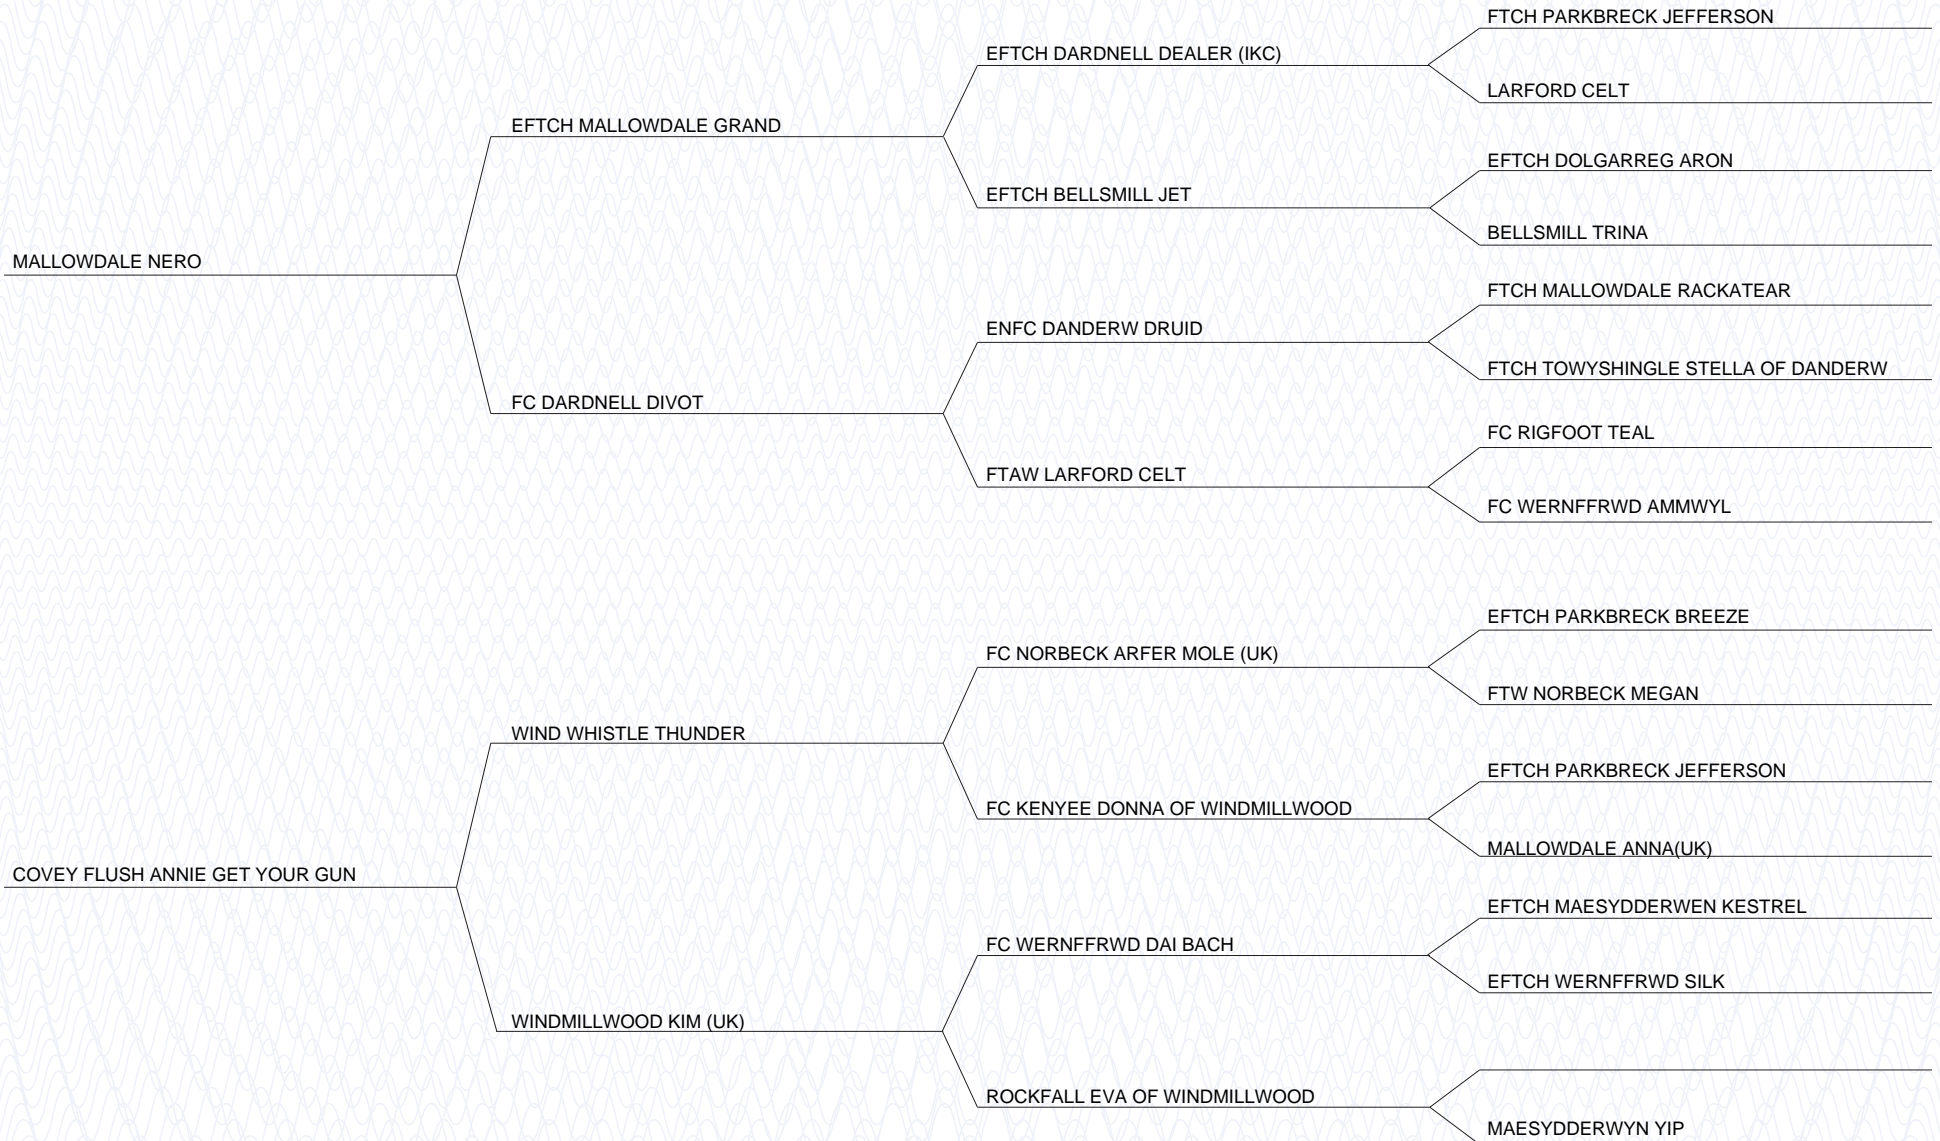 FTCH PARKBRECK JEFFERSON
EFTCH DARDNELL DEALER (IKC)
LARFORD CELT
EFTCH MALLOWDALE GRAND
EFTCH DOLGARREG ARON
EFTCH BELLSMILL JET
BELLSMILL TRINA
MALLOWDALE NERO
FTCH MALLOWDALE RACKATEAR
ENFC DANDERW DRUID
FTCH TOWYSHINGLE STELLA OF DANDERW
FC DARDNELL DIVOT
FC RIGFOOT TEAL
FTAW LARFORD CELT
FC WERNFFRWD AMMWYL
EFTCH PARKBRECK BREEZE
FC NORBECK ARFER MOLE (UK)
FTW NORBECK MEGAN
WIND WHISTLE THUNDER
EFTCH PARKBRECK JEFFERSON
FC KENYEE DONNA OF WINDMILLWOOD
MALLOWDALE ANNA(UK)
COVEY FLUSH ANNIE GET YOUR GUN
EFTCH MAESYDDERWEN KESTREL
FC WERNFFRWD DAI BACH
EFTCH WERNFFRWD SILK
WINDMILLWOOD KIM (UK)
ROCKFALL EVA OF WINDMILLWOOD
MAESYDDERWYN YIP